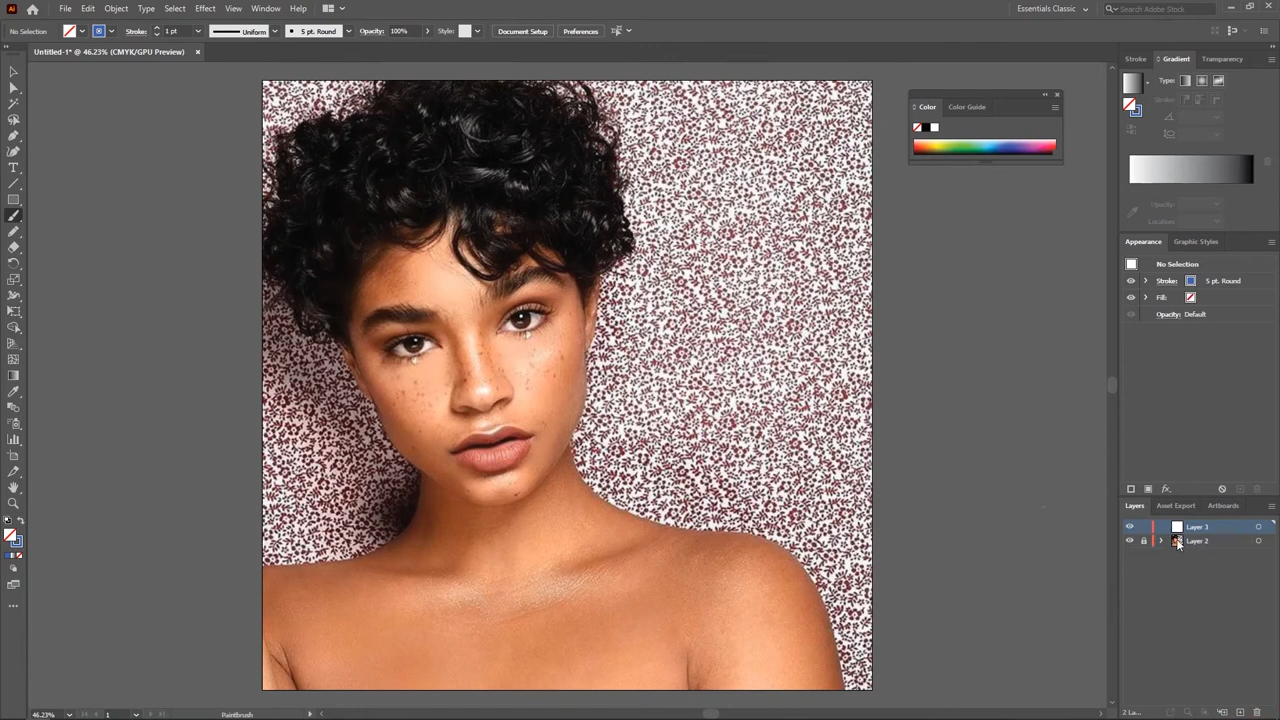 Ai File Edit Object Type Select Effect View Window Help Essentials Classic Search Adobe Stock
No Selection Stroke: 1 pt Uniform 5 pt. Round Opacity: 100% Style: Document Setup Preferences
Untitled-1* @ 46.23% (CMYK/GPU Preview)
Stroke Gradient Transparency
Type:
Stroke:
Color Color Guide
Opacity:
Location:
Appearance Graphic Styles
No Selection
Stroke: 5 pt. Round
Fill:
Opacity: Default
Layers Asset Export Artboards
Layer 3
Layer 2
46.23% 1 Paintbrush 2 La...